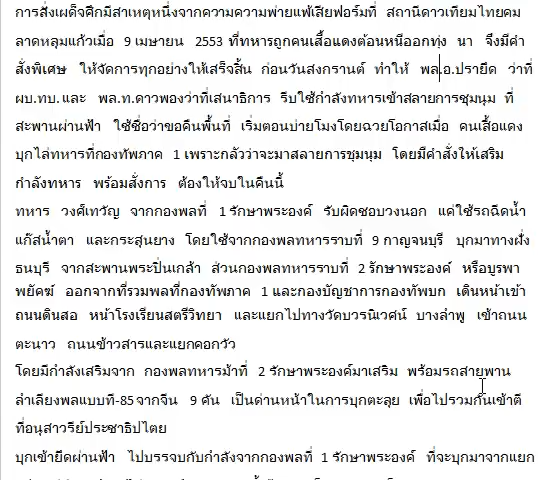 การสั่งเผด็จศึกมีสาเหตุหนึ่งจากความความพ่ายแพ้เสียฟอร์มที่ สถานีดาวเทียมไทยคม
ลาดหลุมแก้วเมื่อ 9 เมษายน 2553 ที่ทหารถูกคนเสื้อแดงต้อนหนีออกทุ่ง นา จึงมีคำ
สั่งพิเศษ ให้จัดการทุกอย่างให้เสร็จสิ้น ก่อนวันสงกรานต์ ทำให้ พล.อ.ประยืด ว่าที่
ผบ.ทบ. และ พล.ท.ดาวพองว่าที่เสนาธิการ รีบใช้กำลังทหารเข้าสลายการชุมนุม ที่
สะพานผ่านฟ้า ใช้ชื่อว่าขอคืนพื้นที่ เริ่มตอนบ่ายโมงโดยฉวยโอกาสเมื่อ คนเสื้อแดง
บุกไล่ทหารที่กองทัพภาค 1 เพราะกลัวว่าจะมาสลายการชุมนุม โดยมีคำสั่งให้เสริม
กำลังทหาร พร้อมสั่งการ ต้องให้จบในคืนนี้
ทหาร วงศ์เทวัญ จากกองพลที่ 1 รักษาพระองค์ รับผิดชอบวงนอก แค่ใช้รถฉีดน้ำ
แก๊สน้ำตา และกระสุนยาง โดยใช้จากกองพลทหารราบที่ 9 กาญจนบุรี บุกมาทางฝั่ง
ธนบุรี จากสะพานพระปิ่นเกล้า ส่วนกองพลทหารราบที่ 2 รักษาพระองค์ หรือบูรพา
พยัคฆ์ ออกจากที่รวมพลที่กองทัพภาค 1 และกองบัญชาการกองทัพบก เดินหน้าเข้า
ถนนดินสอ หน้าโรงเรียนสตรีวิทยา และแยกไปทางวัดบวรนิเวศน์ บางลำพู เข้าถนน
ตะนาว ถนนข้าวสารและแยกคอกวัว
โดยมีกำลังเสริมจาก กองพลทหารม้าที่ 2 รักษาพระองค์มาเสริม พร้อมรถสายพาน
ลำเลียงพลแบบที-85 จากจีน 9 คัน เป็นด่านหน้าในการบุกตะลุย เพื่อไปรวมกันเข้าตี
ที่อนุสาวรีย์ประชาธิปไตย
บุกเข้ายึดผ่านฟ้า ไปบรรจบกับกำลังจากกองพลที่ 1 รักษาพระองค์ ที่จะบุกมาจากแยก